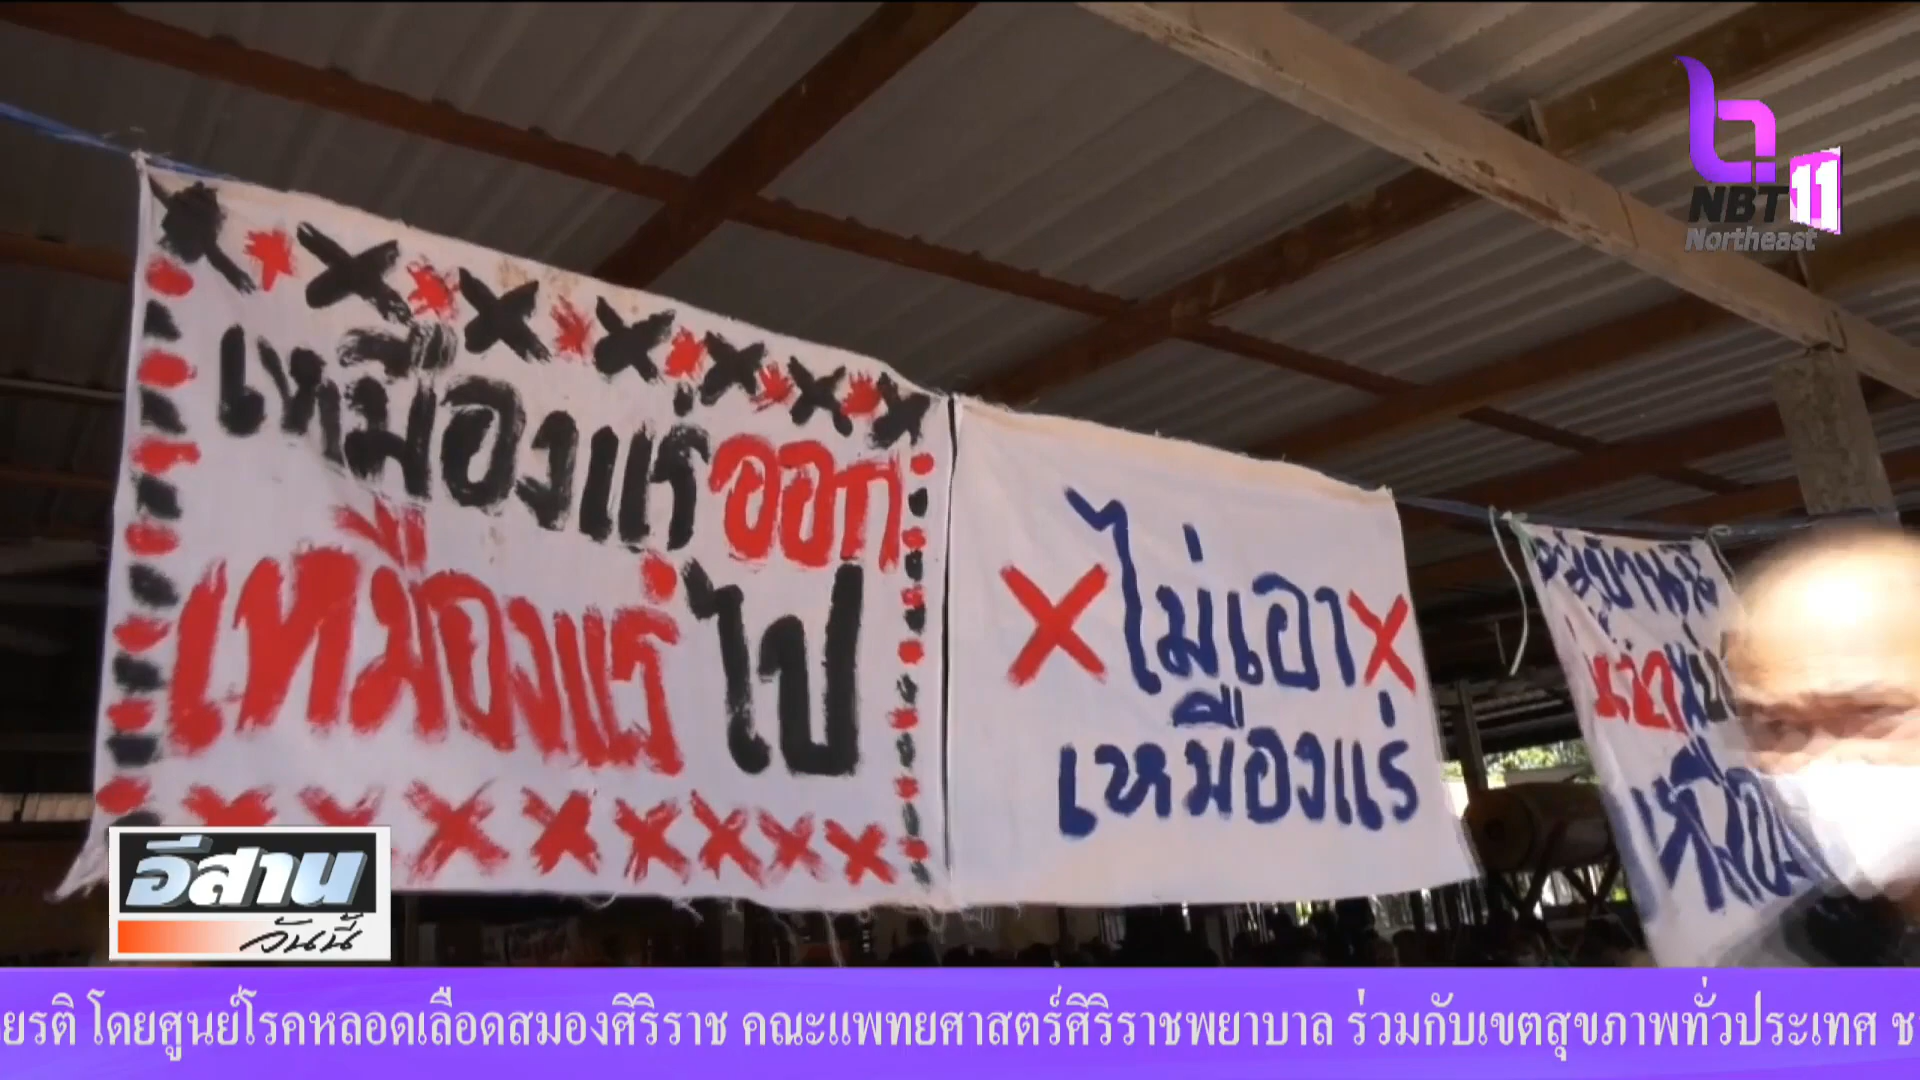 NBT 11
Northeast
เหมืองแร่ออก
เหมืองแร่ไป
ไม่เอา
เหมืองแร่
อีสาน
วันนี้
ยรติ โดยศูนย์โรคหลอดเลือดสมองศิริราช คณะแพทยศาสตร์ศิริราชพยาบาล ร่วมกับเขตสุขภาพทั่วประเทศ ช